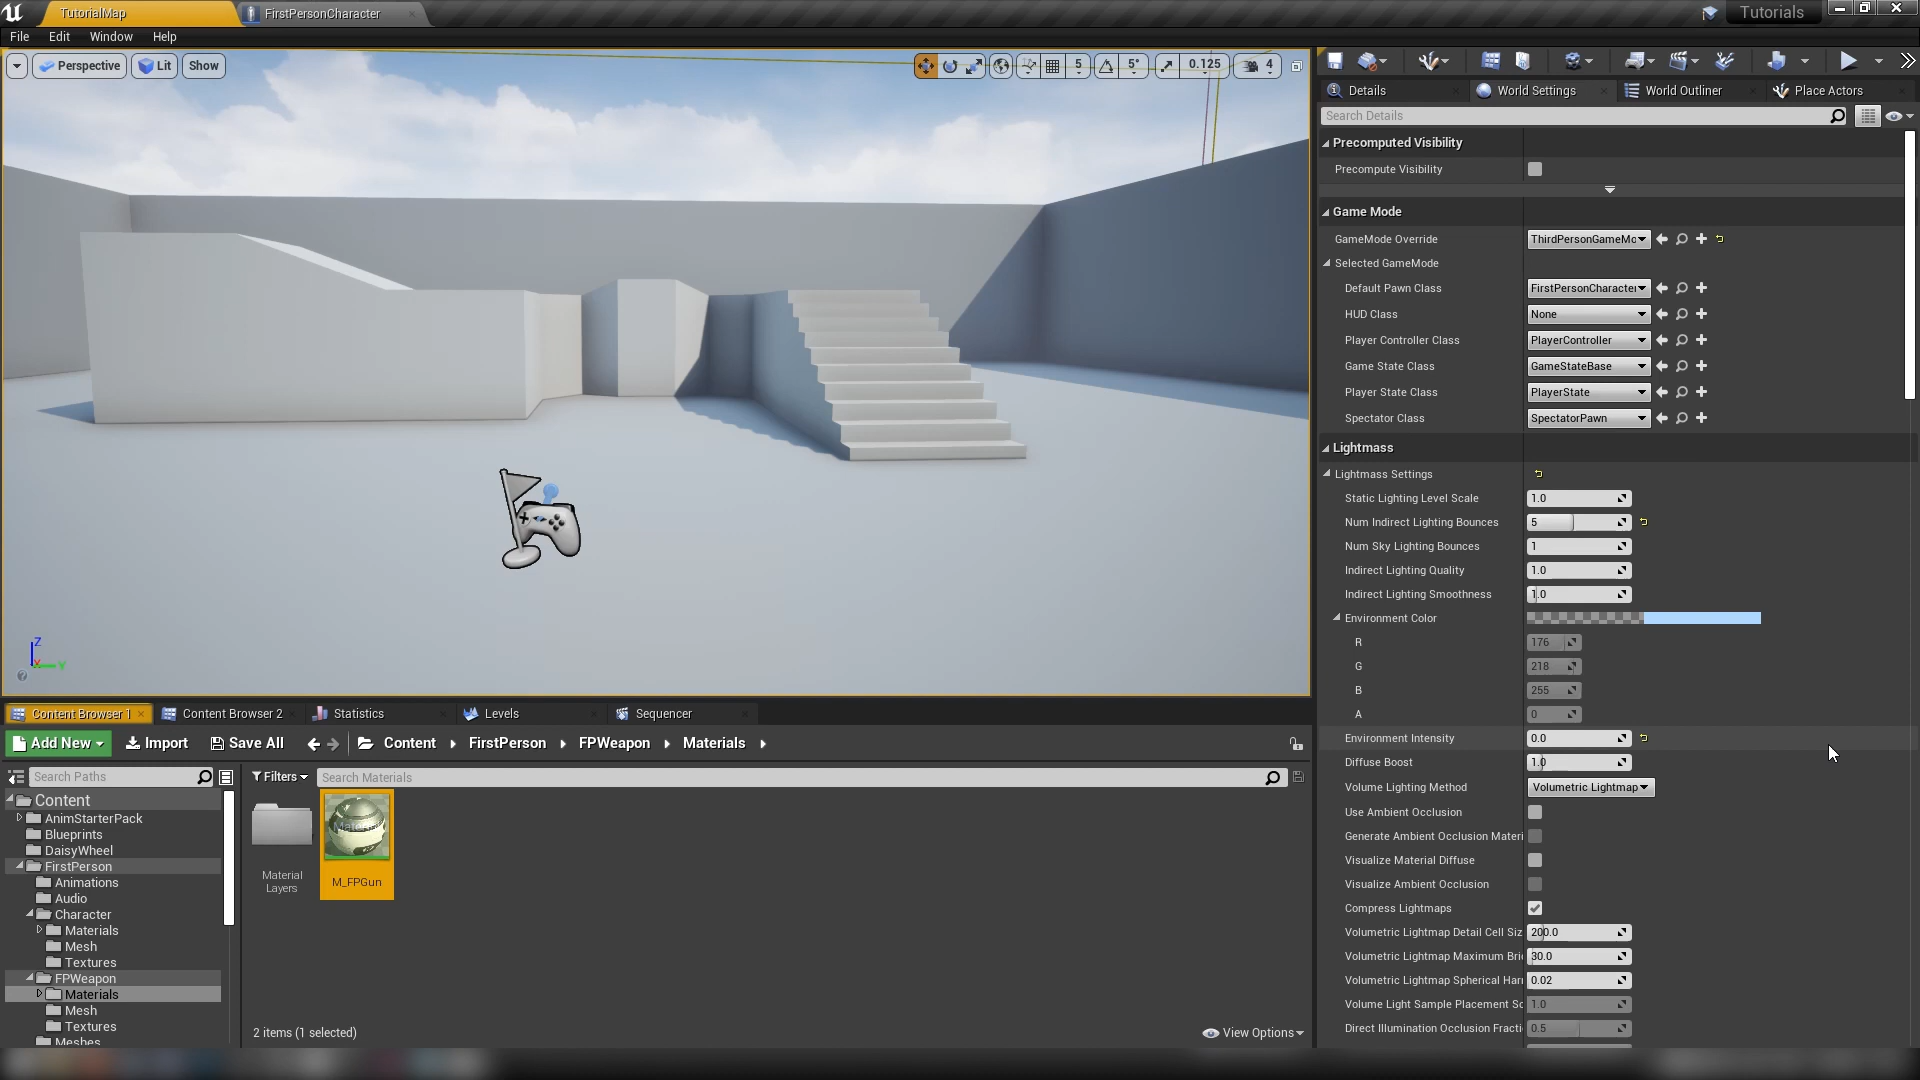 TutorialMap
FirstPersonCharacter
Tutorials
File Edit Window Help
Perspective Lit Show
5 5° 0.125 4
Details World Settings World Outliner Place Actors
Search Details
Precomputed Visibility
Precompute Visibility
Game Mode
GameMode Override ThirdPersonGameMo
Selected GameMode
Default Pawn Class FirstPersonCharacter
HUD Class None
Player Controller Class PlayerController
Game State Class GameStateBase
Player State Class PlayerState
Spectator Class SpectatorPawn
Lightmass
Lightmass Settings
Static Lighting Level Scale 1.0
Num Indirect Lighting Bounces 5
Num Sky Lighting Bounces 1
Indirect Lighting Quality 1.0
Indirect Lighting Smoothness 1.0
Environment Color
R 176
G 218
B 255
A 0
Environment Intensity 0.0
Diffuse Boost 1.0
Volume Lighting Method Volumetric Lightmap
Use Ambient Occlusion
Generate Ambient Occlusion Materi
Visualize Material Diffuse
Visualize Ambient Occlusion
Compress Lightmaps
Volumetric Lightmap Detail Cell Siz 200.0
Volumetric Lightmap Maximum Bri 30.0
Volumetric Lightmap Spherical Har 0.02
Volume Light Sample Placement Sc 1.0
Direct Illumination Occlusion Fracti 0.5
Z
X
Y
Content Browser 1 Content Browser 2 Statistics Levels Sequencer
Add New Import Save All Content FirstPerson FPWeapon Materials
Search Paths Filters Search Materials
Content
AnimStarterPack
Blueprints
DaisyWheel
FirstPerson
Animations
Audio
Character
Materials
Mesh
Textures
FPWeapon
Materials
Mesh
Textures
Meshes
Material
Layers
M_FPGun
2 items (1 selected)
View Options